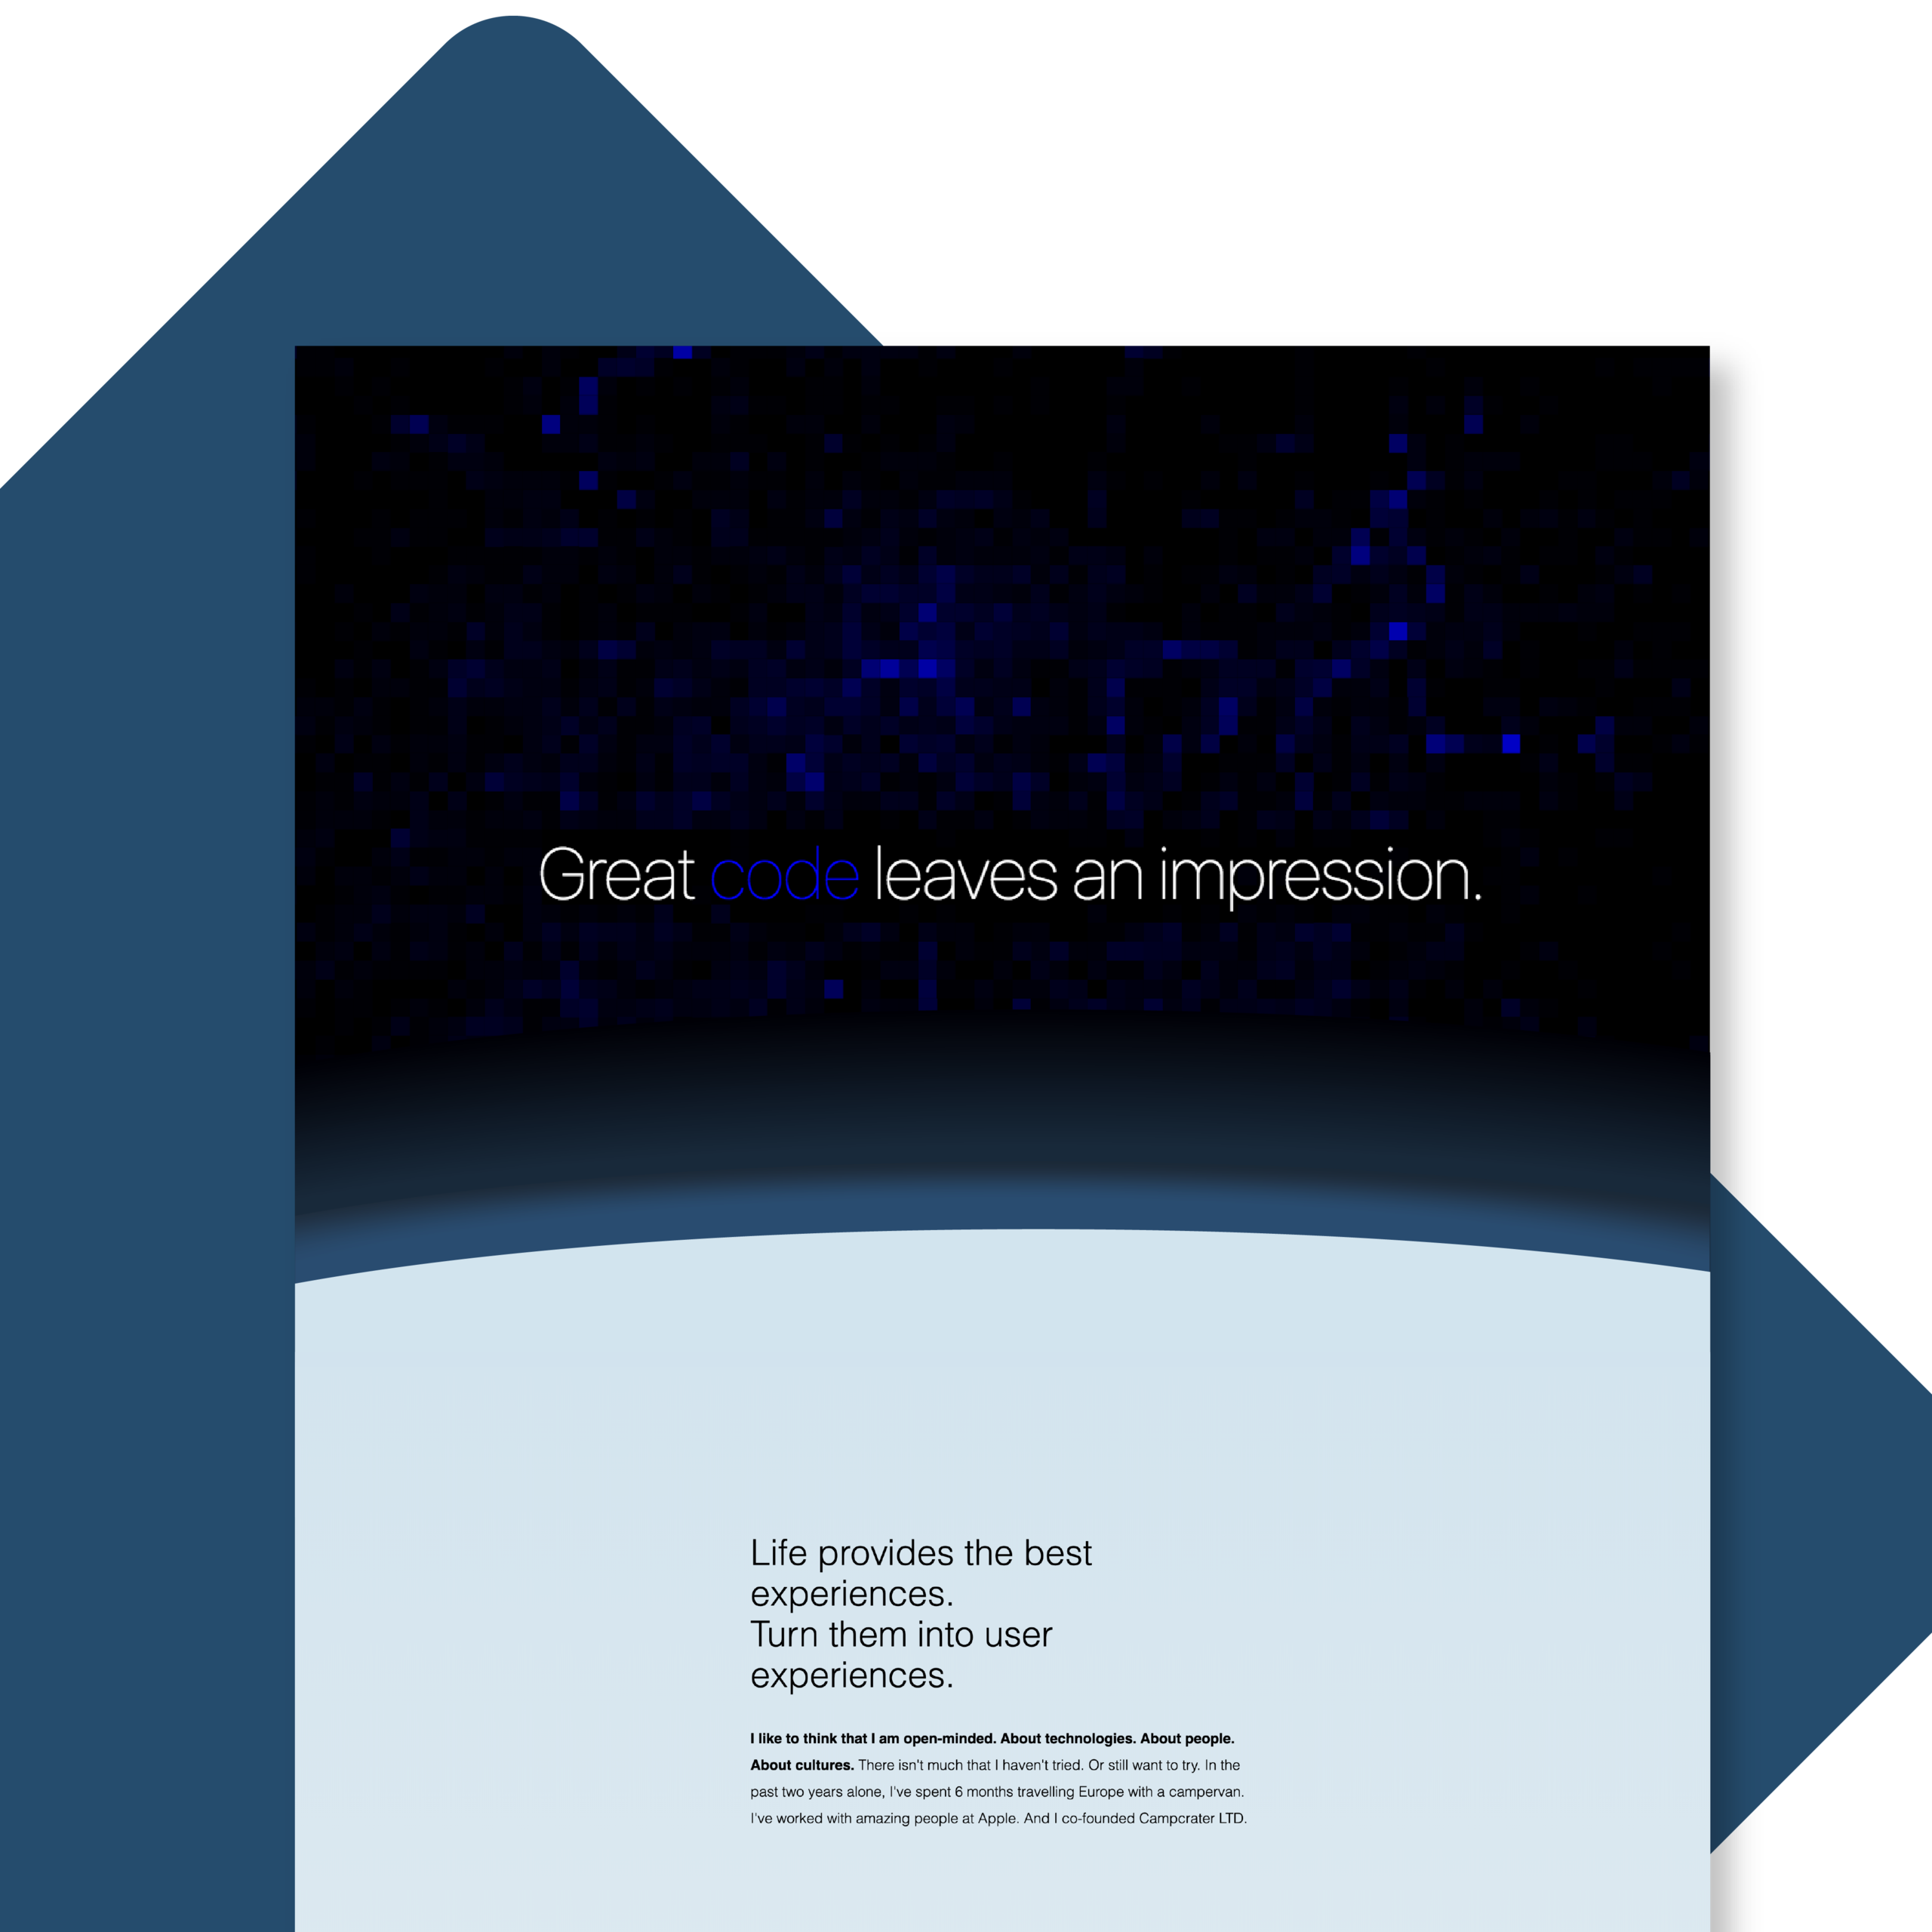 Great code leaves an impression.
Life provides the best
experiences.
Turn them into user
experiences.
I like to think that I am open-minded. About technologies. About people.
About cultures. There isn't much that I haven't tried. Or still want to try. In the
past two years alone, I've spent 6 months travelling Europe with a campervan.
I've worked with amazing people at Apple. And I co-founded Campcrater LTD.